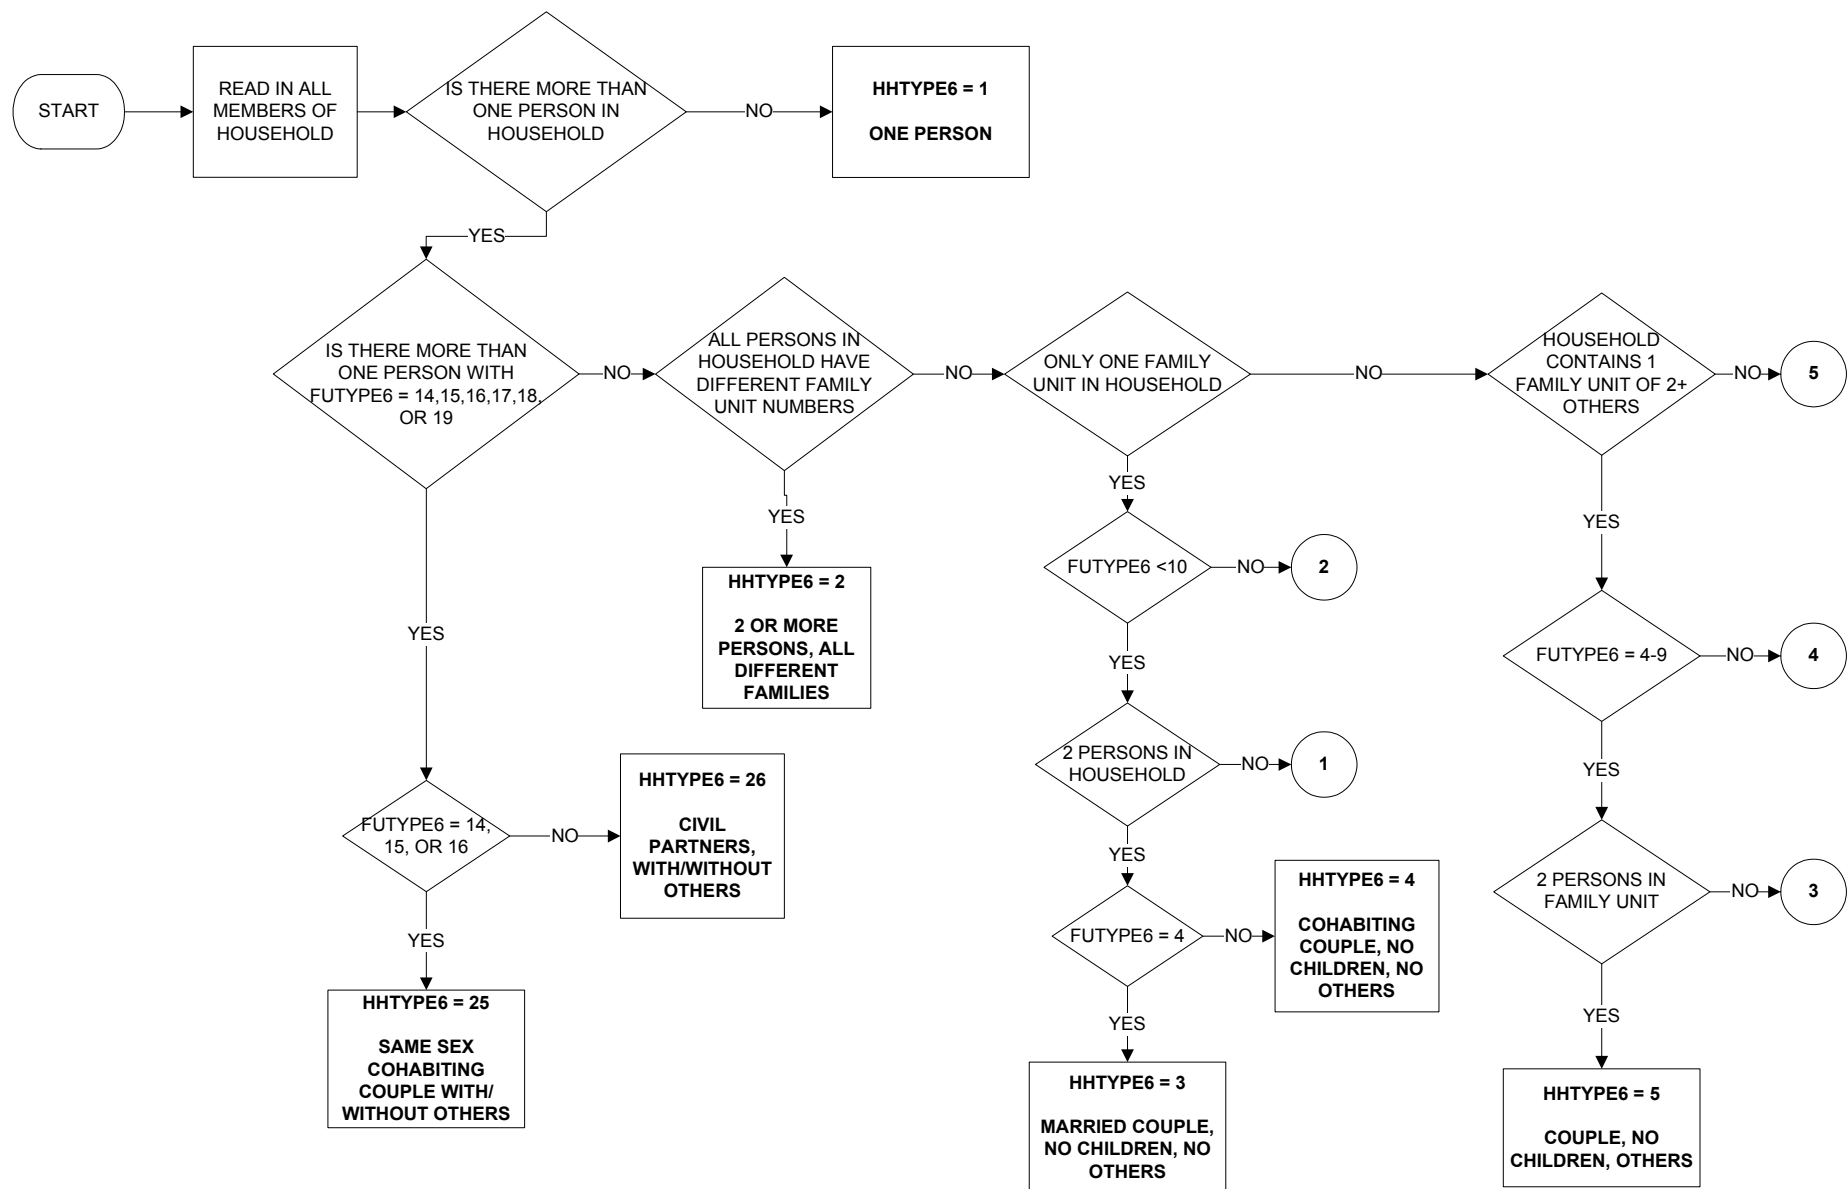 START
READ IN ALL
MEMBERS OF
HOUSEHOLD
IS THERE MORE THAN
ONE PERSON IN
HOUSEHOLD
NO
HHTYPE6 = 1
ONE PERSON
YES
IS THERE MORE THAN
ONE PERSON WITH
FUTYPE6 = 14,15,16,17,18,
OR 19
NO
ALL PERSONS IN
HOUSEHOLD HAVE
DIFFERENT FAMILY
UNIT NUMBERS
NO
ONLY ONE FAMILY
UNIT IN HOUSEHOLD
NO
HOUSEHOLD
CONTAINS 1
FAMILY UNIT OF 2+
OTHERS
NO
5
YES
YES
YES
YES
HHTYPE6 = 2
2 OR MORE
PERSONS, ALL
DIFFERENT
FAMILIES
FUTYPE6 <10
NO
2
YES
FUTYPE6 = 4-9
NO
4
YES
2 PERSONS IN
HOUSEHOLD
NO
1
YES
FUTYPE6 = 14,
15, OR 16
NO
HHTYPE6 = 26
CIVIL
PARTNERS,
WITH/WITHOUT
OTHERS
YES
HHTYPE6 = 25
SAME SEX
COHABITING
COUPLE WITH/
WITHOUT OTHERS
FUTYPE6 = 4
NO
HHTYPE6 = 4
COHABITING
COUPLE, NO
CHILDREN, NO
OTHERS
YES
HHTYPE6 = 3
MARRIED COUPLE,
NO CHILDREN, NO
OTHERS
2 PERSONS IN
FAMILY UNIT
NO
3
YES
HHTYPE6 = 5
COUPLE, NO
CHILDREN, OTHERS